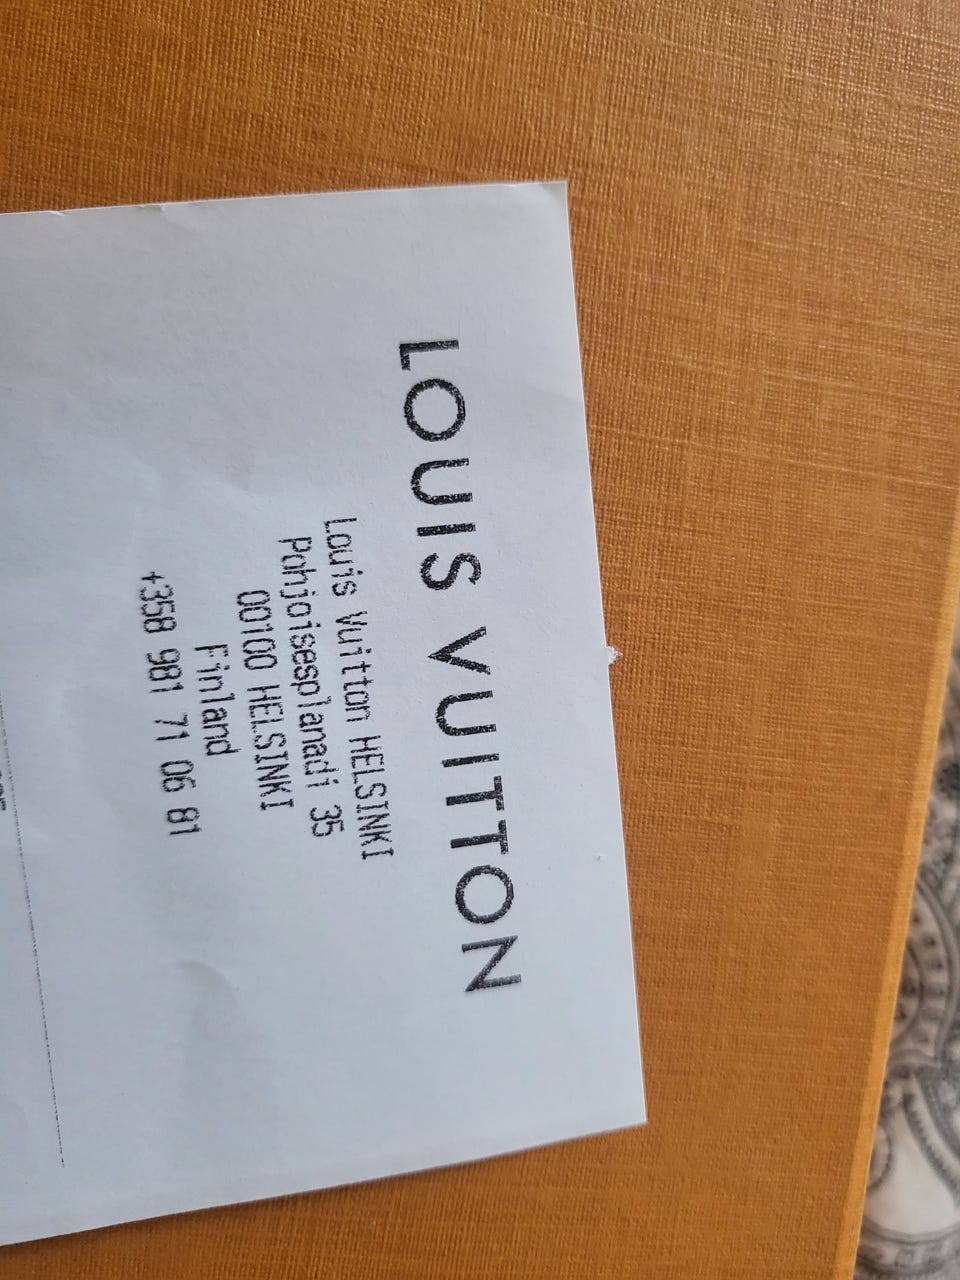 LOUIS VUITTON
Louis Vuitton HELSINKI
Pohjoisesplanadi 35
00100 HELSINKI
Finland
+358 981 71 06 81